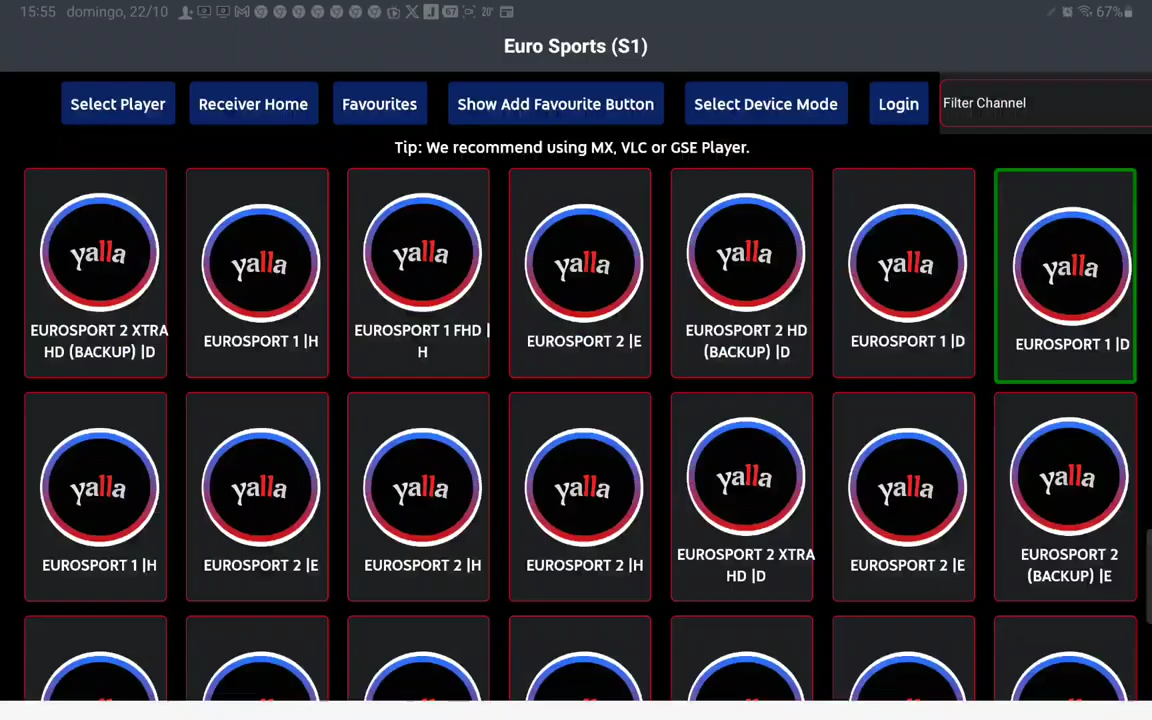 15:55 domingo, 22/10
67%
Euro Sports (S1)
Select Player
Receiver Home
Favourites
Show Add Favourite Button
Select Device Mode
Login
Filter Channel
Tip: We recommend using MX, VLC or GSE Player.
yalla
EUROSPORT 2 XTRA
HD (BACKUP) |D
yalla
EUROSPORT 1 |H
yalla
EUROSPORT 1 FHD |
H
yalla
EUROSPORT 2 |E
yalla
EUROSPORT 2 HD
(BACKUP) |D
yalla
EUROSPORT 1 |D
yalla
EUROSPORT 1 |D
yalla
EUROSPORT 1 |H
yalla
EUROSPORT 2 |E
yalla
EUROSPORT 2 |H
yalla
EUROSPORT 2 |H
yalla
EUROSPORT 2 XTRA
HD |D
yalla
EUROSPORT 2 |E
yalla
EUROSPORT 2
(BACKUP) |E